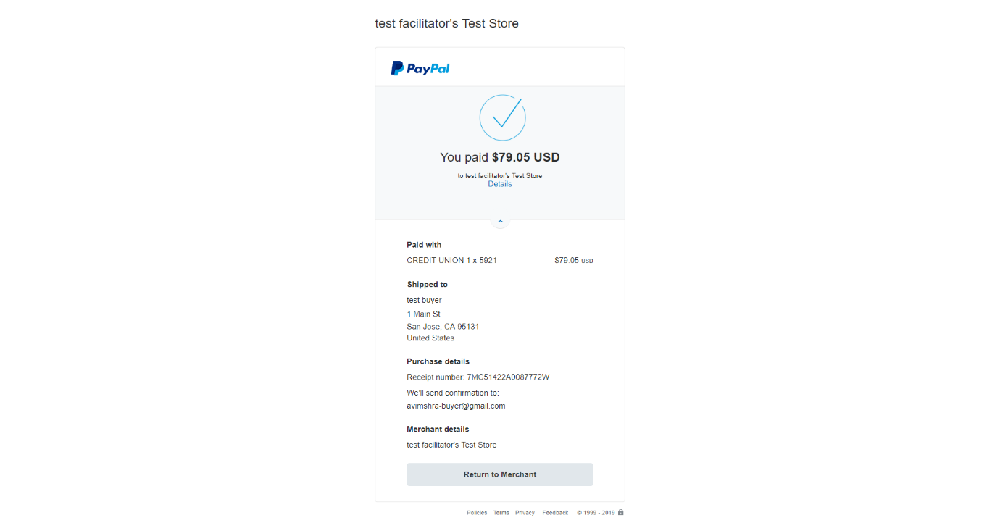 test facilitator's Test Store
PayPal
You paid $79.05 USD
to test facilitator's Test Store
Details
Paid with
CREDIT UNION 1 x-5921 $79.05 USD
Shipped to
test buyer
1 Main St
San Jose, CA 95131
United States
Purchase details
Receipt number: 7MC51422A0087772W
We'll send confirmation to:
avimshra-buyer@gmail.com
Merchant details
test facilitator's Test Store
Return to Merchant
Policies Terms Privacy Feedback © 1999 - 2019